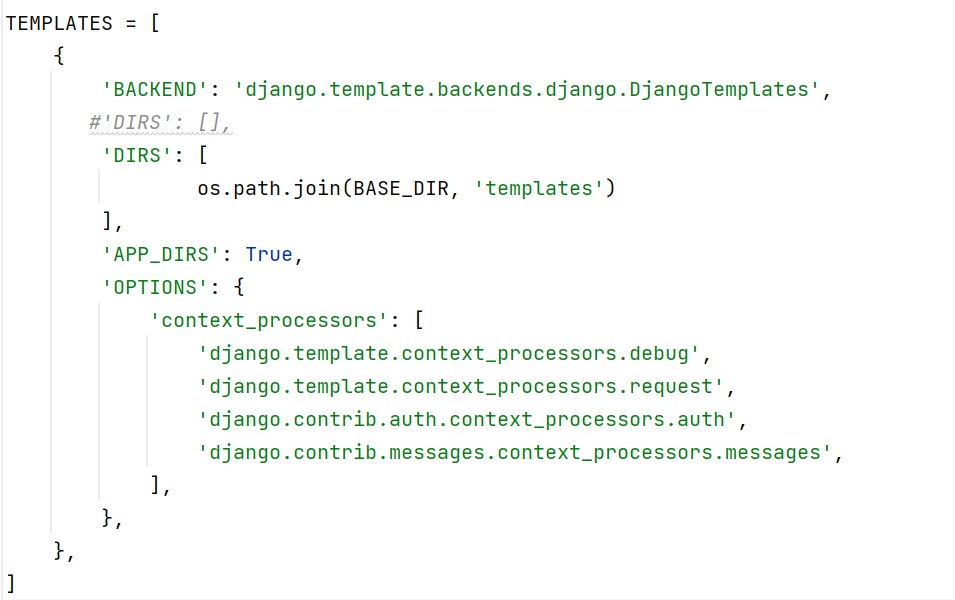 TEMPLATES = [
    {
        'BACKEND': 'django.template.backends.django.DjangoTemplates',
       #'DIRS': [],
        'DIRS': [
                os.path.join(BASE_DIR, 'templates')
        ],
        'APP_DIRS': True,
        'OPTIONS': {
            'context_processors': [
                'django.template.context_processors.debug',
                'django.template.context_processors.request',
                'django.contrib.auth.context_processors.auth',
                'django.contrib.messages.context_processors.messages',
            ],
        },
    },
]